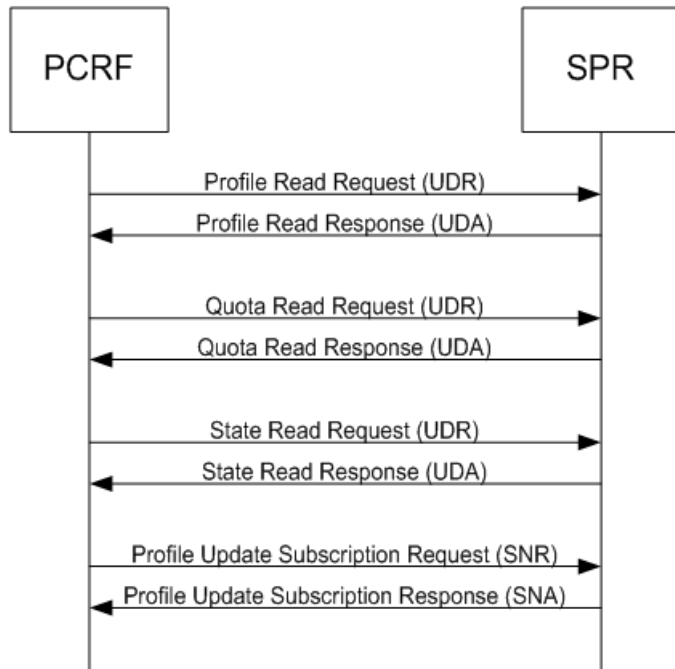 PCRF
SPR
Profile Read Request (UDR)
Profile Read Response (UDA)
Quota Read Request (UDR)
Quota Read Response (UDA)
State Read Request (UDR)
State Read Response (UDA)
Profile Update Subscription Request (SNR)
Profile Update Subscription Response (SNA)